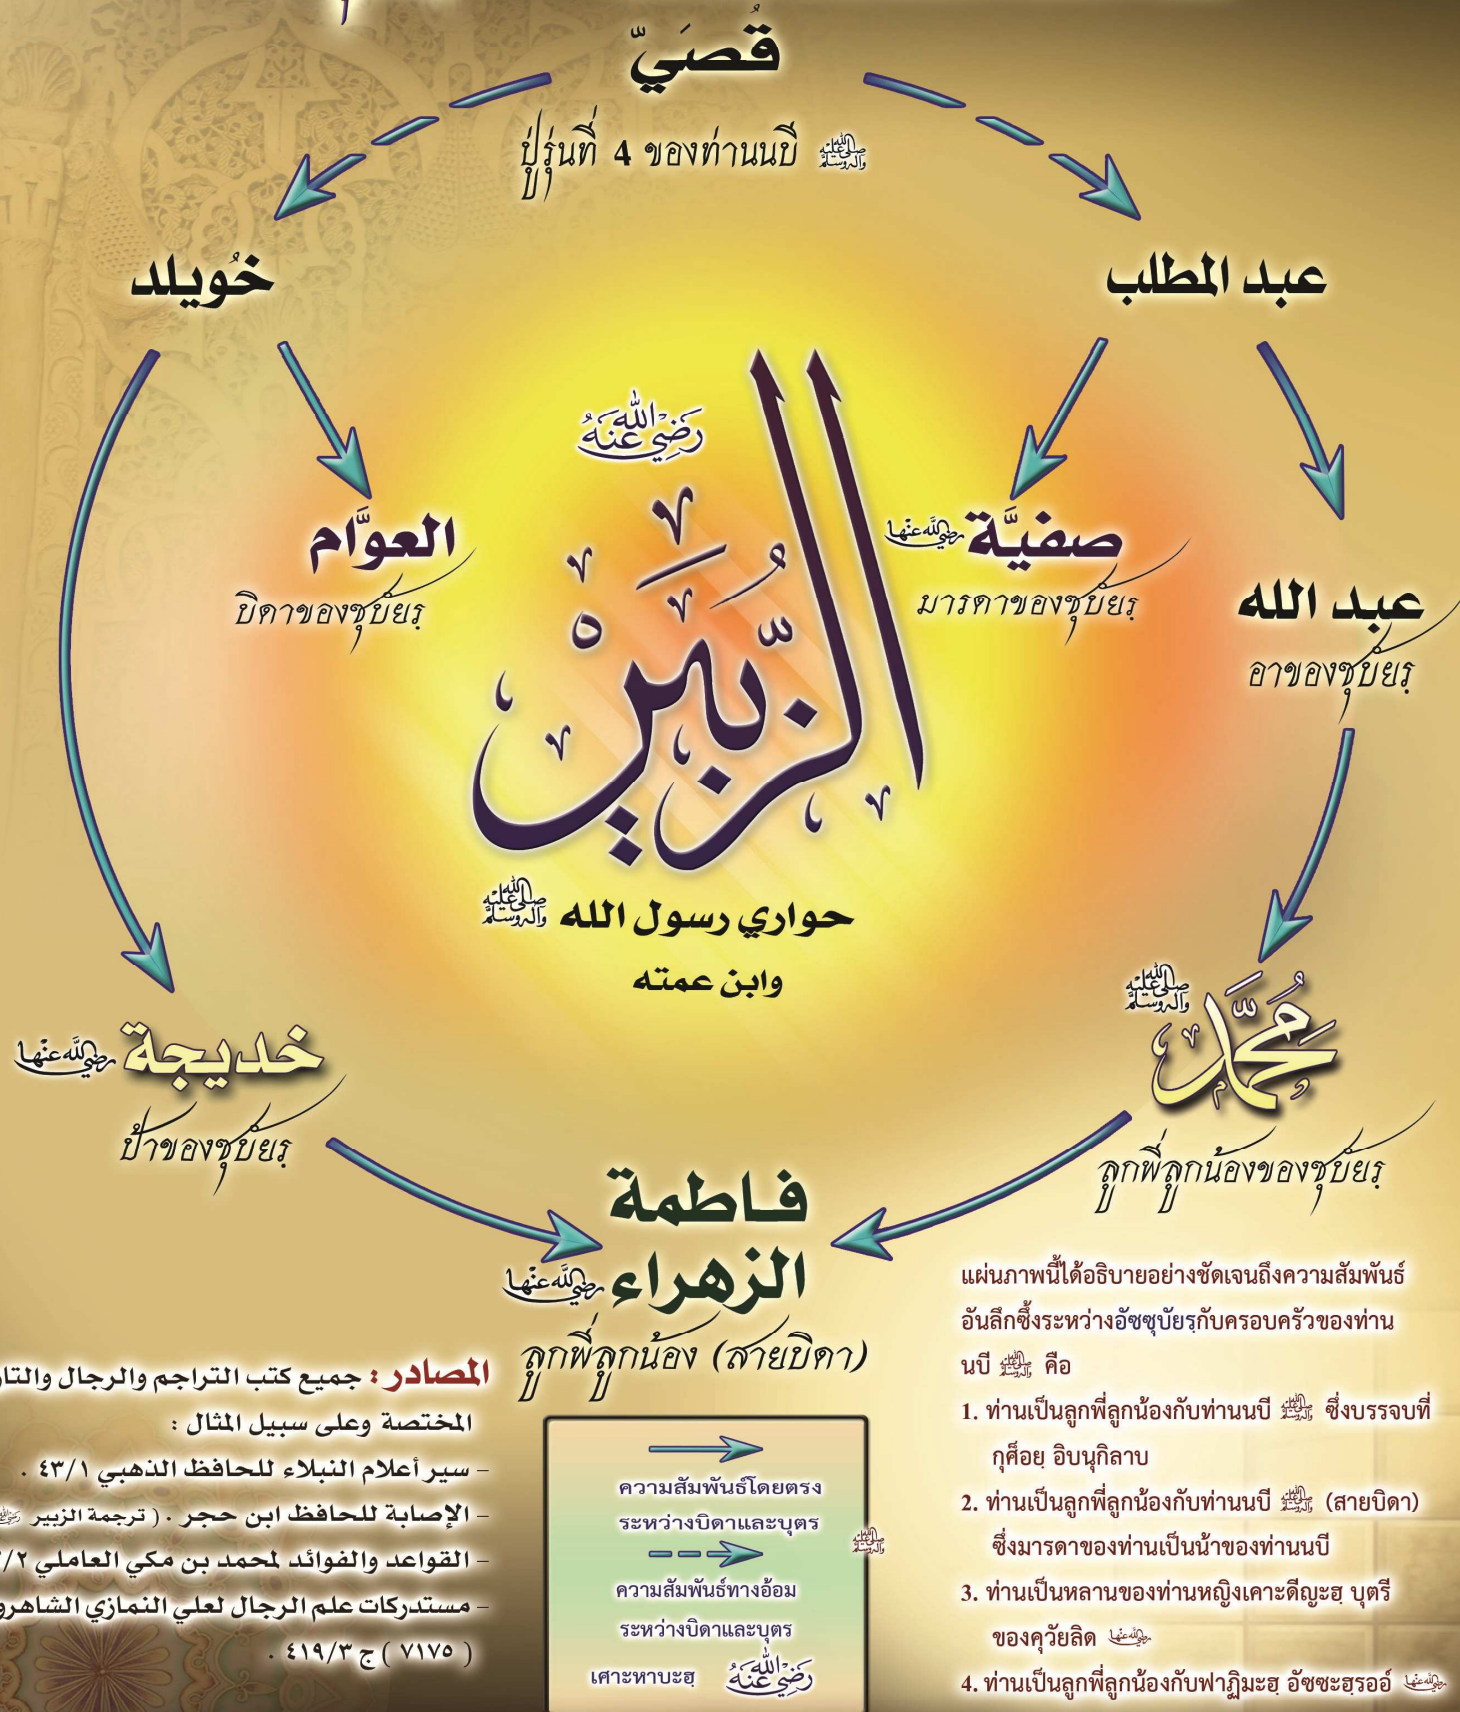 قُصَيّ
ปู่รุ่นที่ 4 ของท่านนบี ﷺ
خُويلد
عبد المطلب
رَضِيَ اللهُ عَنْهُ
العوَّام
บิดาของซุบัยรฺ
الزُّبَيْر
صفيَّة رضي الله عنها
มารดาของซุบัยรฺ
عبد الله
อาของซุบัยรฺ
حواري رسول الله ﷺ
وابن عمته
خديجة رضي الله عنها
ป้าของซุบัยรฺ
مُحَمَّد ﷺ
ลูกพี่ลูกน้องของซุบัยรฺ
فاطمة
الزهراء رضي الله عنها
ลูกพี่ลูกน้อง (สายบิดา)
แผ่นภาพนี้ได้อธิบายอย่างชัดเจนถึงความสัมพันธ์
อันลึกซึ้งระหว่างอัซซุบัยรฺกับครอบครัวของท่าน
นบี ﷺ คือ
1. ท่านเป็นลูกพี่ลูกน้องกับท่านนบี ﷺ ซึ่งบรรจบที่
กุศ็อยฺ อิบนุกิลาบ
2. ท่านเป็นลูกพี่ลูกน้องกับท่านนบี ﷺ (สายบิดา)
ซึ่งมารดาของท่านเป็นน้าของท่านนบี
ﷺ
3. ท่านเป็นหลานของท่านหญิงเคาะดีญะฮฺ บุตรี
ของคุวัยลิด رضي الله عنها
4. ท่านเป็นลูกพี่ลูกน้องกับฟาฏิมะฮฺ อัซซะฮฺรออ์ رضي الله عنها
المصادر : جميع كتب التراجم والرجال
المختصة وعلى سبيل المثال :
– سير أعلام النبلاء للحافظ الذهبي ٤٣/١ .
– الإصابة للحافظ ابن حجر . ( ترجمة الزبير
– القواعد والفوائد لمحمد بن مكي العاملي
– مستدركات علم الرجال لعلي النمازي
( ٧١٧٥ ) ج ٤١٩/٣ .
ความสัมพันธ์โดยตรง
ระหว่างบิดาและบุตร
ความสัมพันธ์ทางอ้อม
ระหว่างบิดาและบุตร
เศาะหาบะฮฺ رَضِيَ اللهُ عَنْهُ